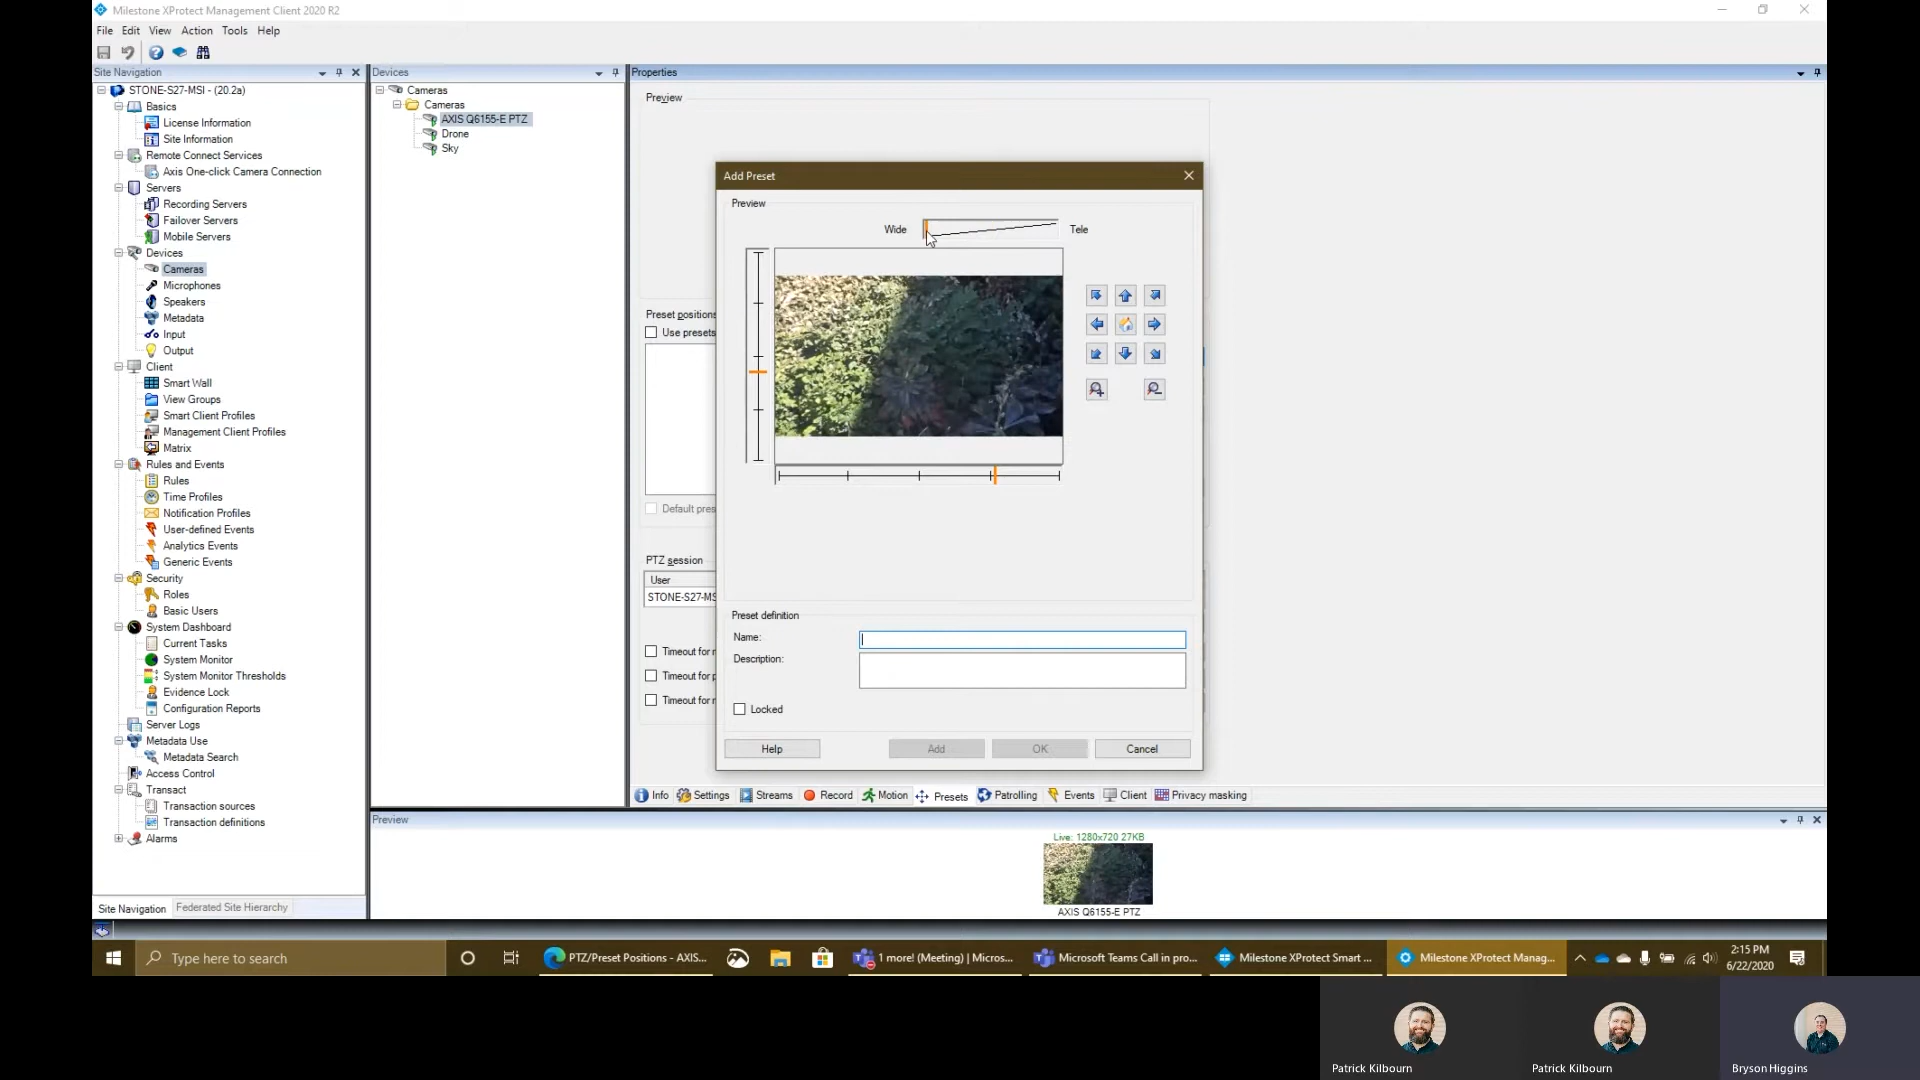 Milestone XProtect Management Client 2020 R2
File Edit View Action Tools Help
Site Navigation
Devices
Properties
STONE-S27-MSI - (20.2a)
Basics
License Information
Site Information
Remote Connect Services
Axis One-click Camera Connection
Servers
Recording Servers
Failover Servers
Mobile Servers
Devices
Cameras
Microphones
Speakers
Metadata
Input
Output
Client
Smart Wall
View Groups
Smart Client Profiles
Management Client Profiles
Matrix
Rules and Events
Rules
Time Profiles
Notification Profiles
User-defined Events
Analytics Events
Generic Events
Security
Roles
Basic Users
System Dashboard
Current Tasks
System Monitor
System Monitor Thresholds
Evidence Lock
Configuration Reports
Server Logs
Metadata Use
Metadata Search
Access Control
Transact
Transaction sources
Transaction definitions
Alarms
Site Navigation
Federated Site Hierarchy
Cameras
Cameras
AXIS Q6155-E PTZ
Drone
Sky
Preview
Preset positions
Use presets
Default pres
PTZ session
User
STONE-S27-MS
Timeout for r
Timeout for p
Timeout for r
Add Preset
Preview
Wide
Tele
Preset definition
Name:
Description:
Locked
Help
Add
OK
Cancel
Info Settings Streams Record Motion Presets Patrolling Events Client Privacy masking
Preview
Live: 1280x720 27KB
AXIS Q6155-E PTZ
Type here to search
PTZ/Preset Positions - AXIS...
1 more! (Meeting) | Micros...
Microsoft Teams Call in pro...
Milestone XProtect Smart ...
Milestone XProtect Manag...
2:15 PM
6/22/2020
Patrick Kilbourn
Patrick Kilbourn
Bryson Higgins